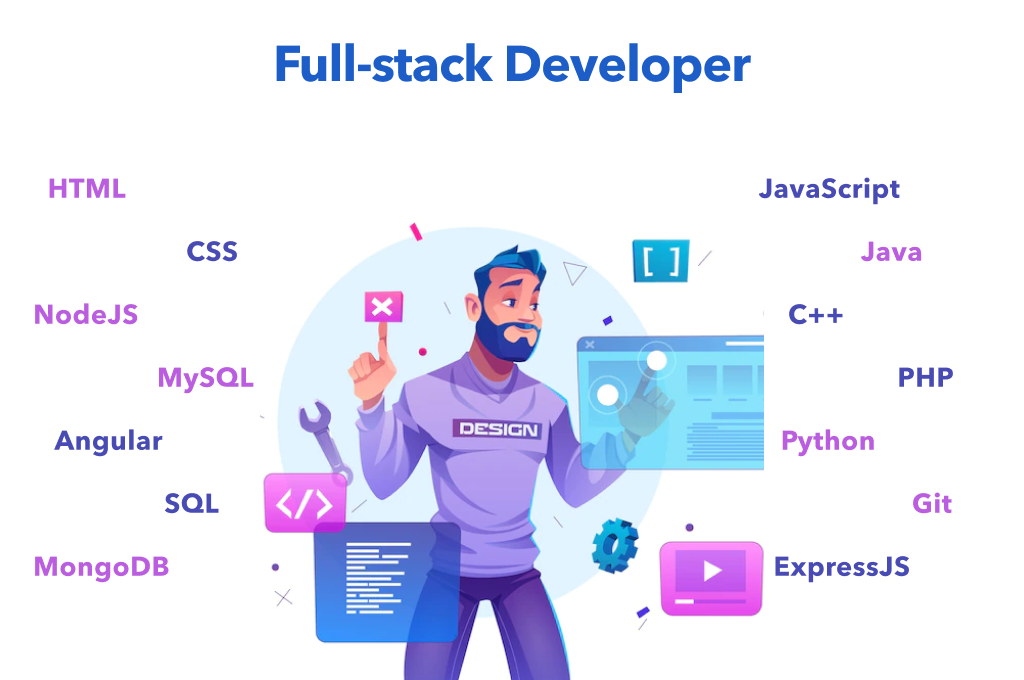 Full-stack Developer
HTML
JavaScript
CSS
Java
NodeJS
C++
MySQL
PHP
Angular
Python
SQL
Git
MongoDB
ExpressJS
[ ]
DESIGN
</>